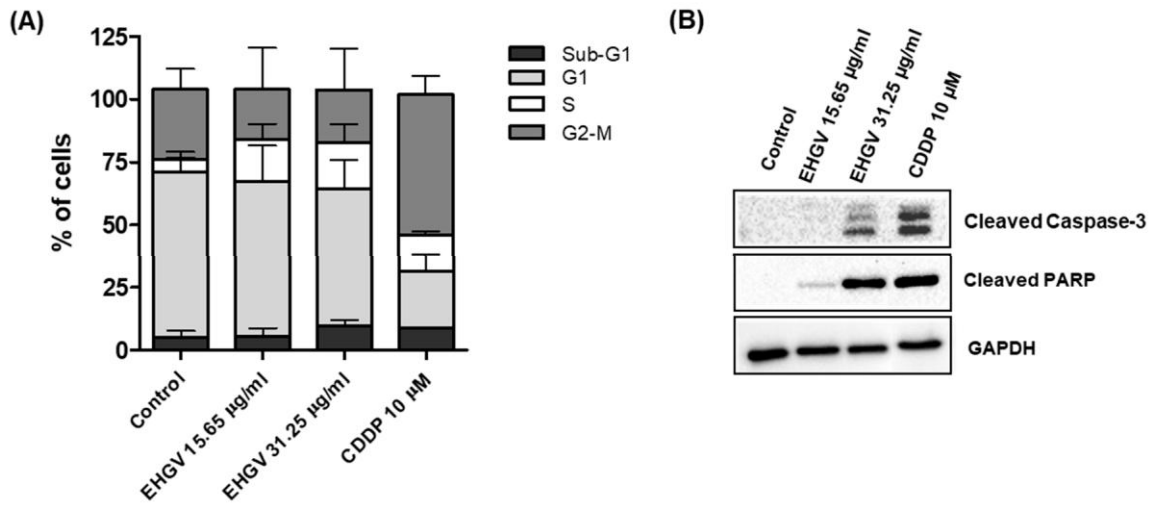 (A)
125
100
75
50
25
0
% of cells
Control
EHGV 15.65 µg/ml
EHGV 31.25 µg/ml
CDDP 10 µM
Sub-G1
G1
S
G2-M
(B)
Control
EHGV 15.65 µg/ml
EHGV 31.25 µg/ml
CDDP 10 µM
Cleaved Caspase-3
Cleaved PARP
GAPDH